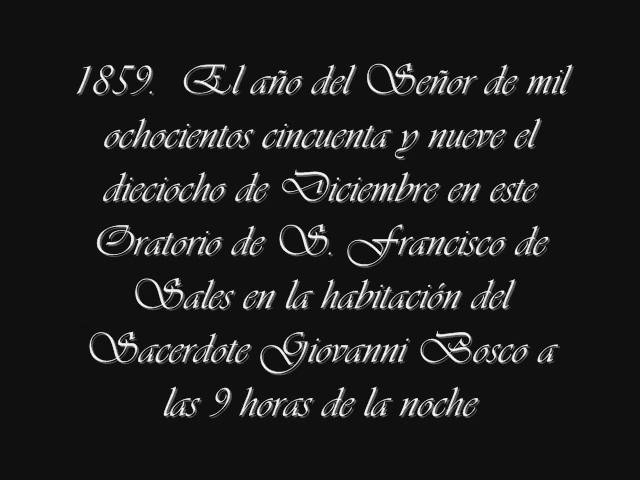 1859. El año del Señor de mil
ochocientos cincuenta y nueve el
dieciocho de Diciembre en este
Oratorio de S. Francisco de
Sales en la habitación del
Sacerdote Giovanni Bosco a
las 9 horas de la noche